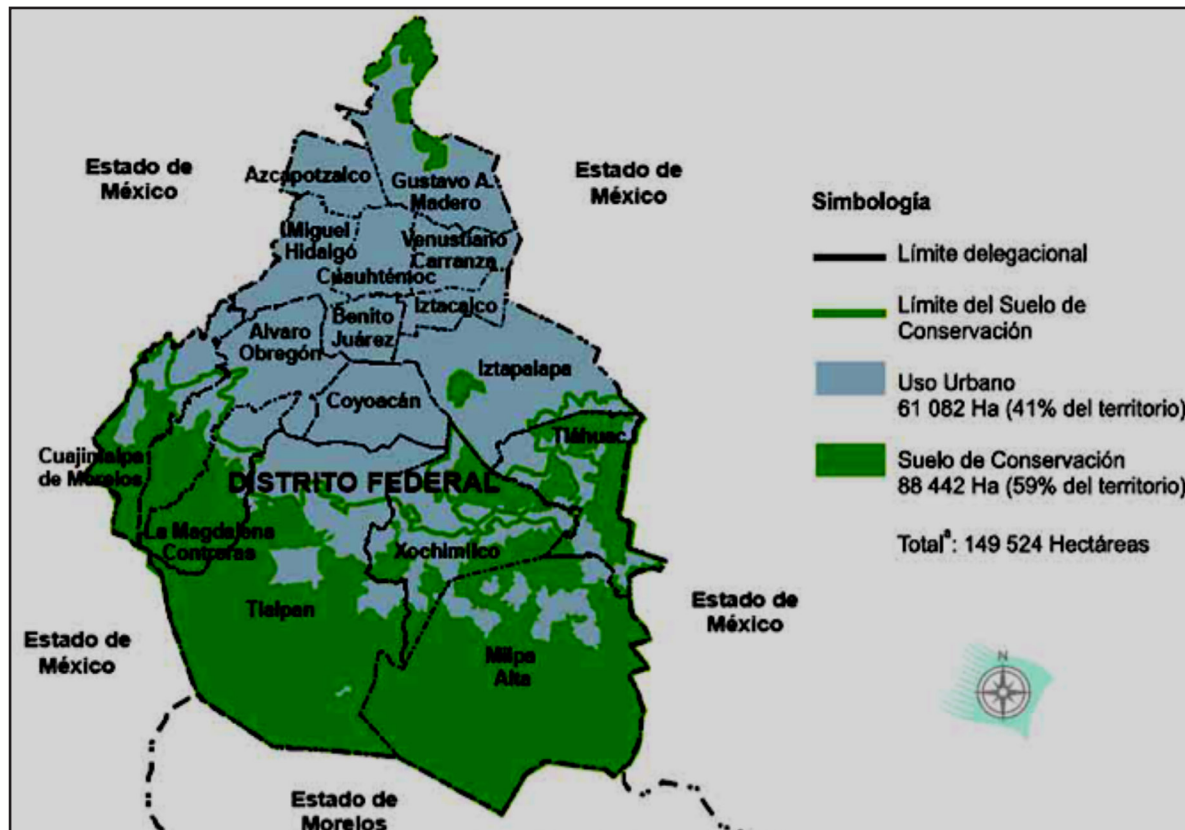 Estado de
México
Azcapotzalco
Gustavo A.
Madero
Estado de
México
Miguel
Hidalgo
Venustiano
Carranza
Cuauhtémoc
Iztacalco
Benito
Juárez
Alvaro
Obregón
Iztapalapa
Coyoacán
Tláhuac
Cuajimalpa
de Morelos
DISTRITO FEDERAL
La Magdalena
Contreras
Xochimilco
Tlalpan
Milpa
Alta
Estado de
México
Estado de
México
Estado de
Morelos
Simbología
Límite delegacional
Límite del Suelo de
Conservación
Uso Urbano
61 082 Ha (41% del territorio)
Suelo de Conservación
88 442 Ha (59% del territorio)
Totalª: 149 524 Hectáreas
N